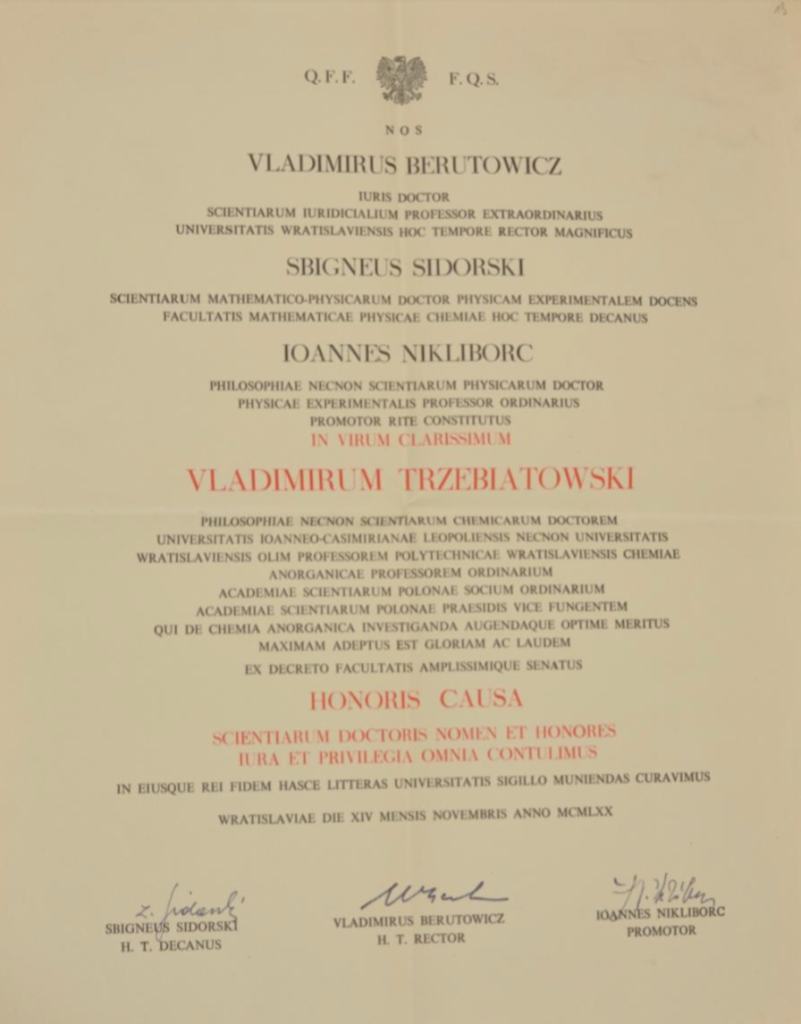 Q.F.F. F.Q.S.
NOS
VLADIMIRUS BERUTOWICZ
IURIS DOCTOR
SCIENTIARUM IURIDICIALIUM PROFESSOR EXTRAORDINARIUS
UNIVERSITATIS WRATISLAVIENSIS HOC TEMPORE RECTOR MAGNIFICUS
SBIGNEUS SIDORSKI
SCIENTIARUM MATHEMATICO-PHYSICARUM DOCTOR PHYSICAM EXPERIMENTALEM DOCENS
FACULTATIS MATHEMATICAE PHYSICAE CHEMIAE HOC TEMPORE DECANUS
IOANNES NIKLIBORC
PHILOSOPHIAE NECNON SCIENTIARUM PHYSICARUM DOCTOR
PHYSICAE EXPERIMENTALIS PROFESSOR ORDINARIUS
PROMOTOR RITE CONSTITUTUS
IN VIRUM CLARISSIMUM
VLADIMIRUM TRZEBIATOWSKI
PHILOSOPHIAE NECNON SCIENTIARUM CHEMICARUM DOCTOREM
UNIVERSITATIS IOANNEO-CASIMIRIANAE LEOPOLIENSIS NECNON UNIVERSITATIS
WRATISLAVIENSIS OLIM PROFESSOREM POLYTECHNICAE WRATISLAVIENSIS CHEMIAE
ANORGANICAE PROFESSOREM ORDINARIUM
ACADEMIAE SCIENTIARUM POLONAE SOCIUM ORDINARIUM
ACADEMIAE SCIENTIARUM POLONAE PRAESIDIS VICE FUNGENTEM
QUI DE CHEMIA ANORGANICA INVESTIGANDA AUGENDAQUE OPTIME MERITUS
MAXIMAM ADEPTUS EST GLORIAM AC LAUDEM
EX DECRETO FACULTATIS AMPLISSIMIQUE SENATUS
HONORIS CAUSA
SCIENTIARUM DOCTORIS NOMEN ET HONORES
IURA ET PRIVILEGIA OMNIA CONTULIMUS
IN EIUSQUE REI FIDEM HASCE LITTERAS UNIVERSITATIS SIGILLO MUNIENDAS CURAVIMUS
WRATISLAVIAE DIE XIV MENSIS NOVEMBRIS ANNO MCMLXX
SBIGNEUS SIDORSKI
H. T. DECANUS
VLADIMIRUS BERUTOWICZ
H. T. RECTOR
IOANNES NIKLIBORC
PROMOTOR